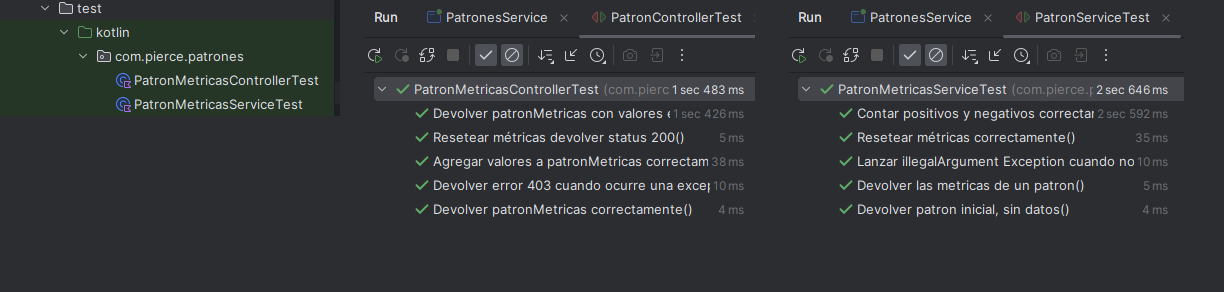 test
kotlin
com.pierce.patrones
PatronMetricasControllerTest
PatronMetricasServiceTest
Run PatronesService PatronControllerTest
PatronMetricasControllerTest (com.pierc 1 sec 483 ms
Devolver patronMetricas con valores 1 sec 426 ms
Resetear métricas devolver status 200() 5 ms
Agregar valores a patronMetricas correctam 38 ms
Devolver error 403 cuando ocurre una exce 10 ms
Devolver patronMetricas correctamente() 4 ms
Run PatronesService PatronServiceTest
PatronMetricasServiceTest (com.pierce. 2 sec 646 ms
Contar positivos y negativos correcta 2 sec 592 ms
Resetear métricas correctamente() 35 ms
Lanzar illegalArgument Exception cuando no 10 ms
Devolver las metricas de un patron() 5 ms
Devolver patron inicial, sin datos() 4 ms